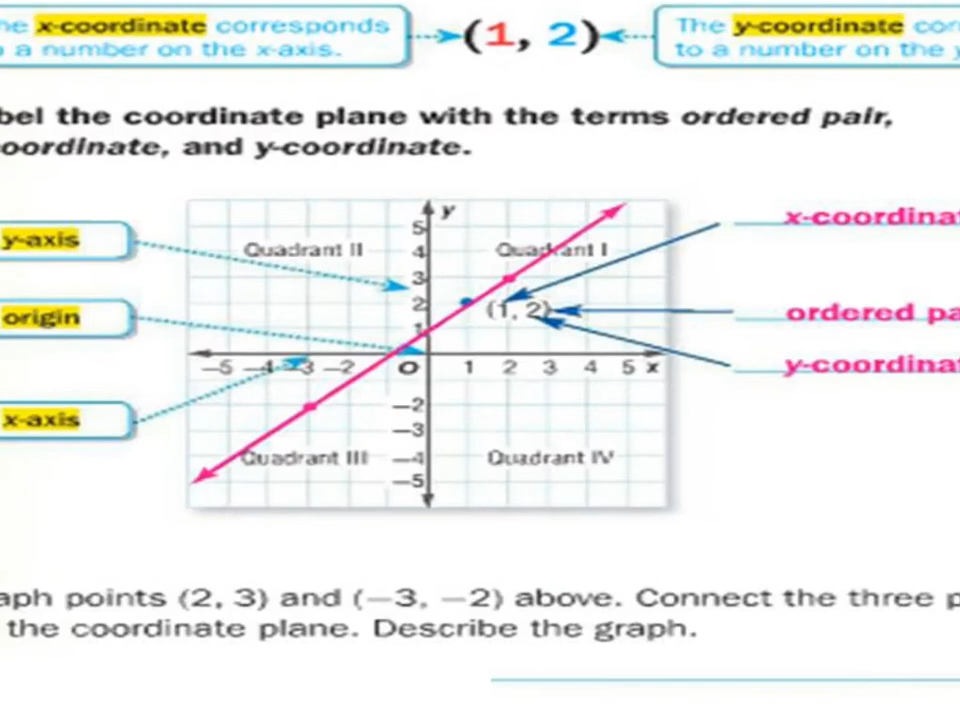 he x-coordinate corresponds
o a number on the x-axis.
(1, 2)
The y-coordinate cor
to a number on the y
bel the coordinate plane with the terms ordered pair,
oordinate, and y-coordinate.
y-axis
origin
x-axis
y
Quadrant II
Quadrant I
5
4
3
2
1
(1, 2)
x-coordinat
ordered pa
y-coordinat
-5 -4 -3 -2 O 1 2 3 4 5 x
-2
-3
-4
-5
Quadrant III
Quadrant IV
aph points (2, 3) and (-3, -2) above. Connect the three p
the coordinate plane. Describe the graph.